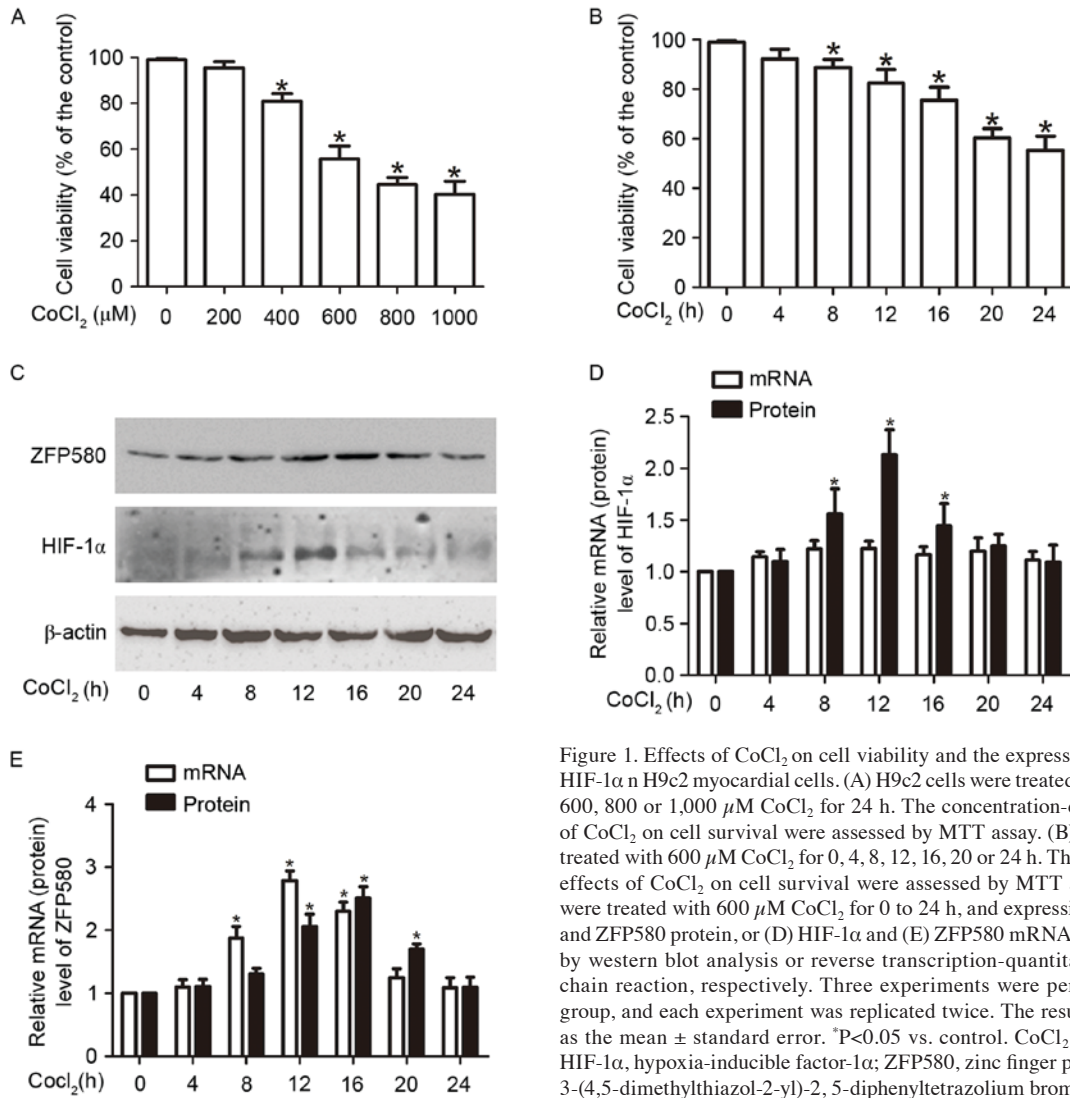 A
Cell viability (% of the control)
100
80
60
40
20
0
CoCl₂ (μM)
0 200 400 600 800 1000
* * * *
B
Cell viability (% of the control)
100
80
60
40
20
0
CoCl₂ (h)
0 4 8 12 16 20 24
* * * * *
C
ZFP580
HIF-1α
β-actin
CoCl₂ (h) 0 4 8 12 16 20 24
D
mRNA
Protein
Relative mRNA (protein)
level of HIF-1α
2.5
2.0
1.5
1.0
0.5
0.0
CoCl₂ (h) 0 4 8 12 16 20 24
* * *
E
mRNA
Protein
Relative mRNA (protein)
level of ZFP580
4
3
2
1
0
Cocl₂(h) 0 4 8 12 16 20 24
* * * * * *
Figure 1. Effects of CoCl₂ on cell viability and the express
HIF-1α n H9c2 myocardial cells. (A) H9c2 cells were treated
600, 800 or 1,000 μM CoCl₂ for 24 h. The concentration-
of CoCl₂ on cell survival were assessed by MTT assay. (B)
treated with 600 μM CoCl₂ for 0, 4, 8, 12, 16, 20 or 24 h. Th
effects of CoCl₂ on cell survival were assessed by MTT
were treated with 600 μM CoCl₂ for 0 to 24 h, and expressi
and ZFP580 protein, or (D) HIF-1α and (E) ZFP580 mRNA
by western blot analysis or reverse transcription-quantita
chain reaction, respectively. Three experiments were per
group, and each experiment was replicated twice. The resu
as the mean ± standard error. *P<0.05 vs. control. CoCl₂
HIF-1α, hypoxia-inducible factor-1α; ZFP580, zinc finger p
3-(4,5-dimethylthiazol-2-yl)-2, 5-diphenyltetrazolium brom